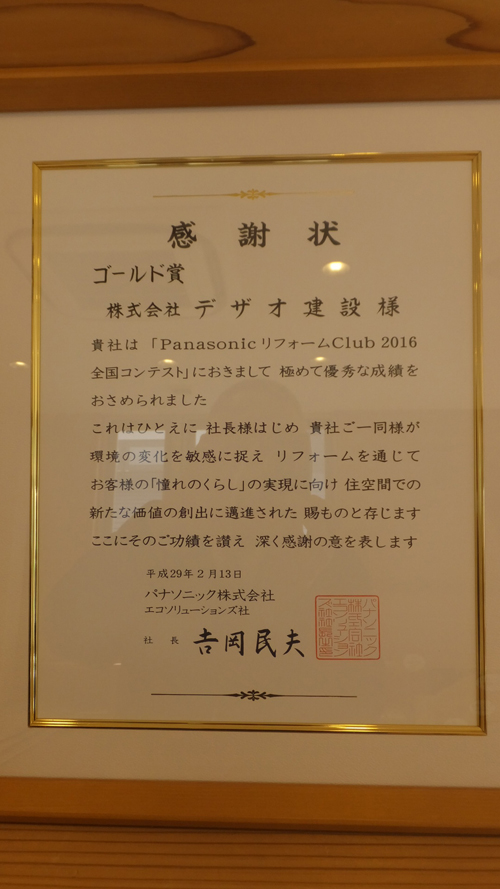 感謝状
ゴールド賞
株式会社 デザオ建設様
貴社は「PanasonicリフォームClub 2016
全国コンテスト」におきまして 極めて優秀な成績を
おさめられました
これはひとえに 社長様はじめ 貴社ご一同様が
環境の変化を敏感に捉え リフォームを通じて
お客様の「憧れのくらし」の実現に向け 住空間での
新たな価値の創出に邁進された 賜ものと存じます
ここにそのご功績を讃え 深く感謝の意を表します
平成29年2月13日
パナソニック株式会社
エコソリューションズ社
社長 吉岡民夫